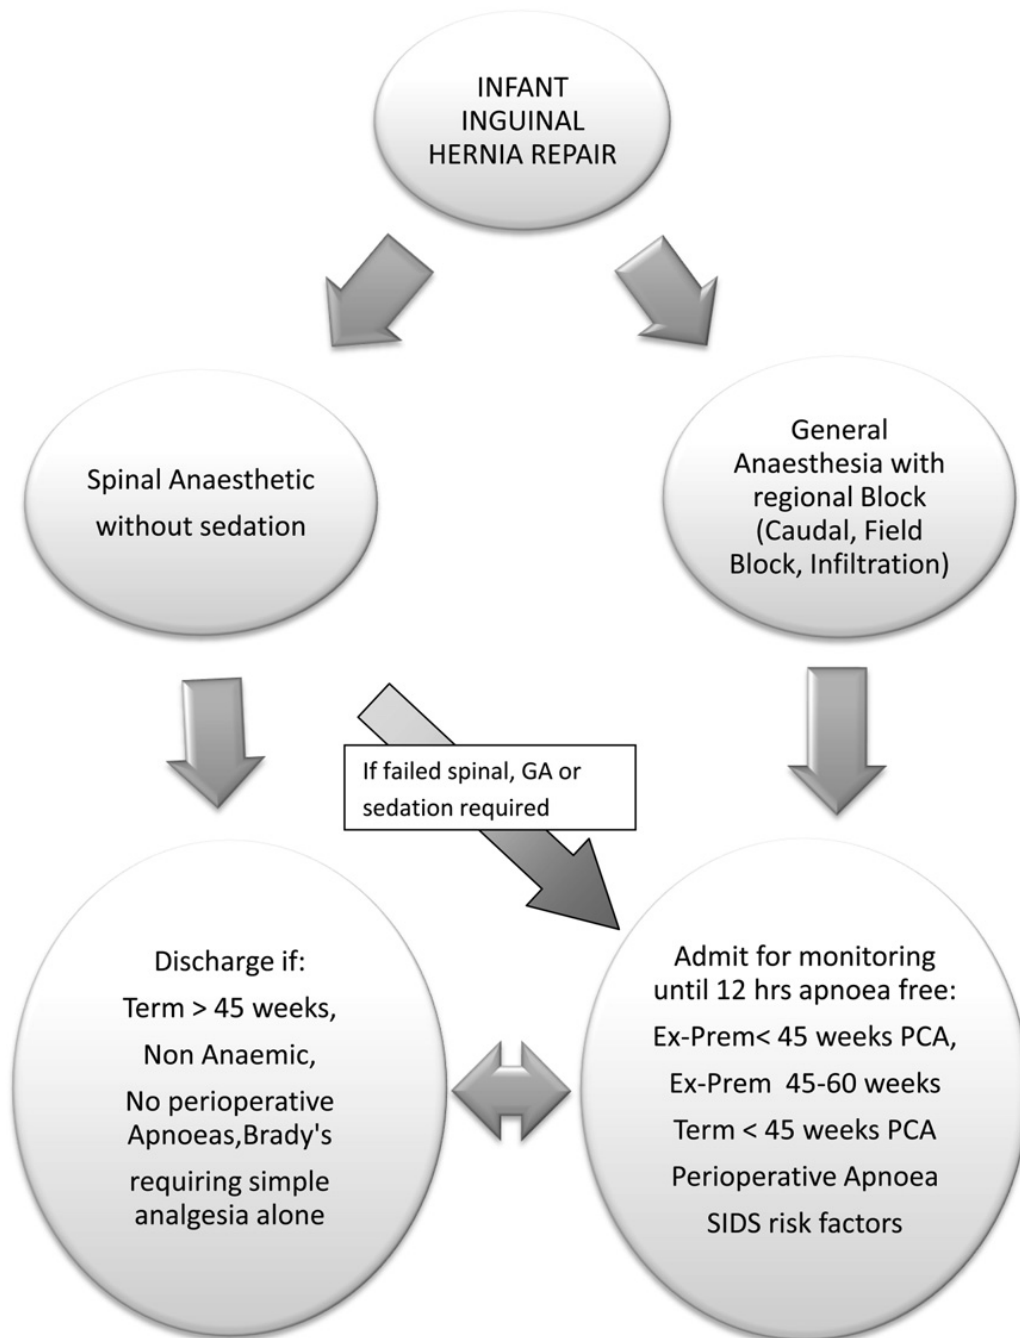 INFANT
INGUINAL
HERNIA REPAIR
Spinal Anaesthetic
without sedation
General
Anaesthesia with
regional Block
(Caudal, Field
Block, Infiltration)
If failed spinal, GA or
sedation required
Discharge if:
Term > 45 weeks,
Non Anaemic,
No perioperative
Apnoeas,Brady's
requiring simple
analgesia alone
Admit for monitoring
until 12 hrs apnoea free:
Ex-Prem< 45 weeks PCA,
Ex-Prem  45-60 weeks
Term < 45 weeks PCA
Perioperative Apnoea
SIDS risk factors